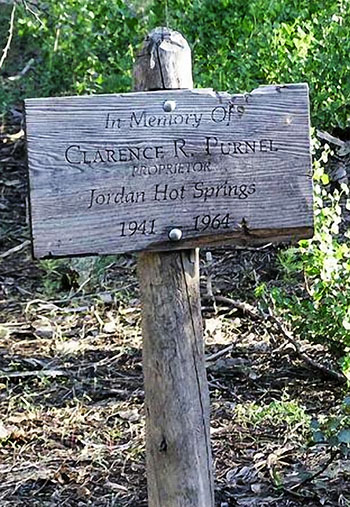 In Memory Of
CLARENCE R. PURNEL
PROPRIETOR
Jordan Hot Springs
1941 1964